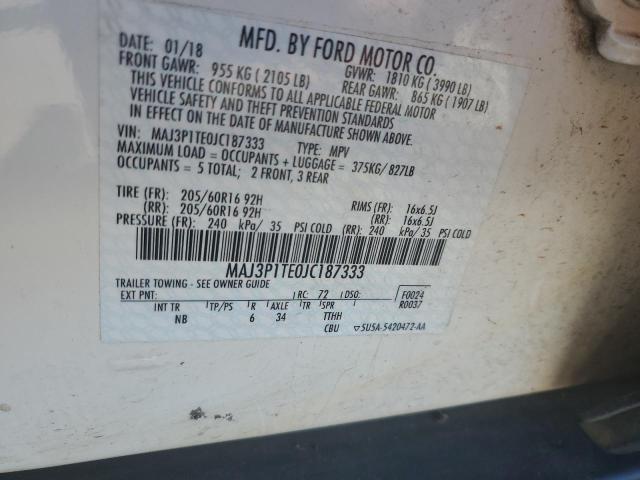 MFD. BY FORD MOTOR CO.
DATE: 01/18 GVWR: 1810 KG ( 3990 LB)
FRONT GAWR: 955 KG ( 2105 LB) REAR GAWR: 865 KG ( 1907 LB)
THIS VEHICLE CONFORMS TO ALL APPLICABLE FEDERAL MOTOR
VEHICLE SAFETY AND THEFT PREVENTION STANDARDS
IN EFFECT ON THE DATE OF MANUFACTURE SHOWN ABOVE.
VIN: MAJ3P1TE0JC187333 TYPE: MPV
MAXIMUM LOAD = OCCUPANTS + LUGGAGE = 375KG/ 827LB
OCCUPANTS = 5 TOTAL; 2 FRONT, 3 REAR
TIRE (FR): 205/60R16 92H RIMS (FR): 16x6.5J
(RR): 205/60R16 92H (RR): 16x6.5J
PRESSURE (FR): 240 kPa/ 35 PSI COLD (RR): 240 kPa/ 35 PSI COLD
MAJ3P1TE0JC187333
TRAILER TOWING - SEE OWNER GUIDE
EXT PNT: RC: 72 DSO: F0024
R0037
INT TR TP/PS R AXLE TR SPR
NB 6 34 TTHH
CBU 5U5A-5420472-AA